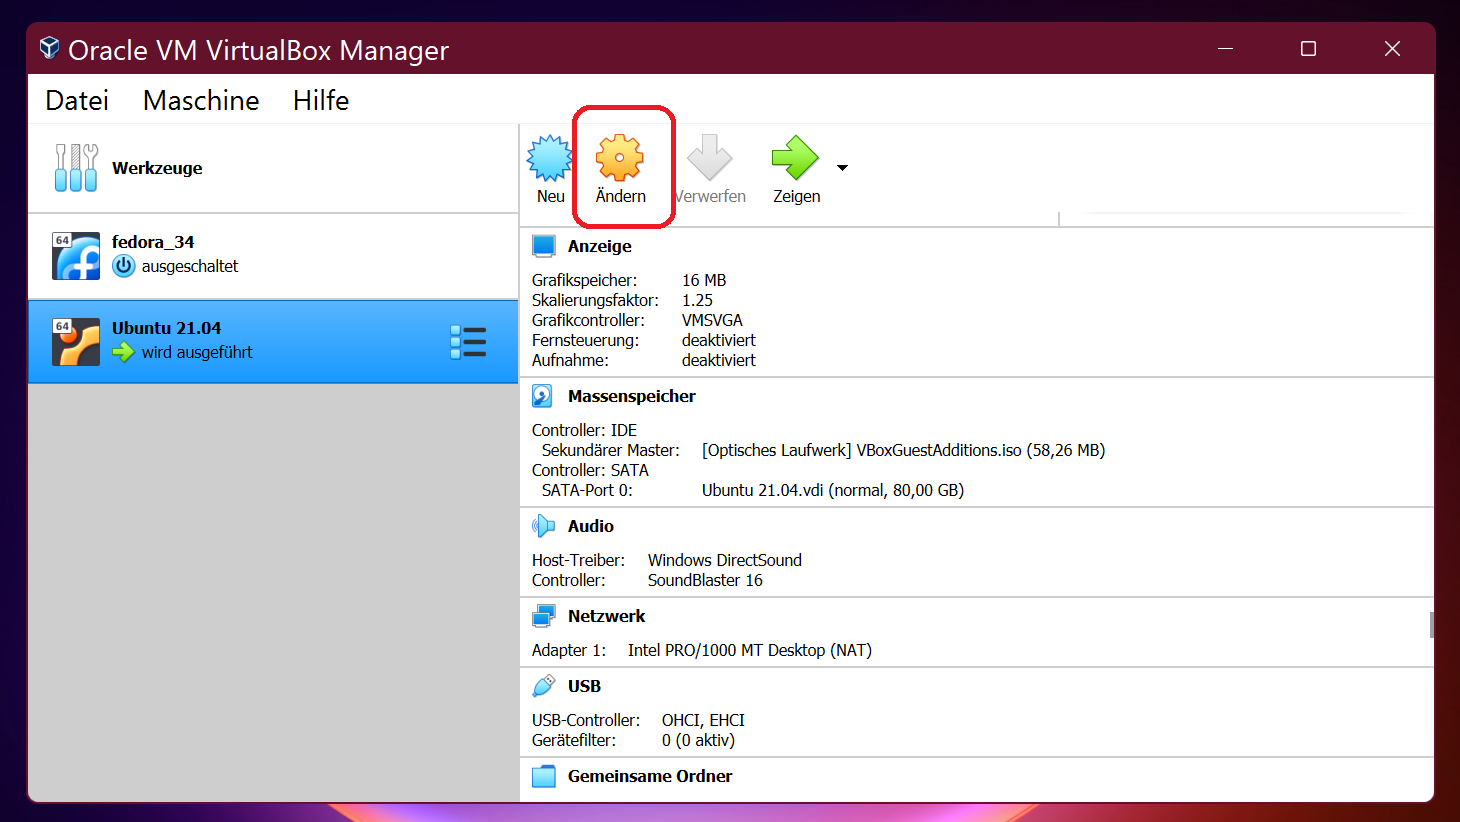 Oracle VM VirtualBox Manager
Datei Maschine Hilfe
Werkzeuge
Neu Ändern Verwerfen Zeigen
64 fedora_34
ausgeschaltet
64 Ubuntu 21.04
wird ausgeführt
Anzeige
Grafikspeicher: 16 MB
Skalierungsfaktor: 1.25
Grafikcontroller: VMSVGA
Fernsteuerung: deaktiviert
Aufnahme: deaktiviert
Massenspeicher
Controller: IDE
Sekundärer Master: [Optisches Laufwerk] VBoxGuestAdditions.iso (58,26 MB)
Controller: SATA
SATA-Port 0: Ubuntu 21.04.vdi (normal, 80,00 GB)
Audio
Host-Treiber: Windows DirectSound
Controller: SoundBlaster 16
Netzwerk
Adapter 1: Intel PRO/1000 MT Desktop (NAT)
USB
USB-Controller: OHCI, EHCI
Gerätefilter: 0 (0 aktiv)
Gemeinsame Ordner